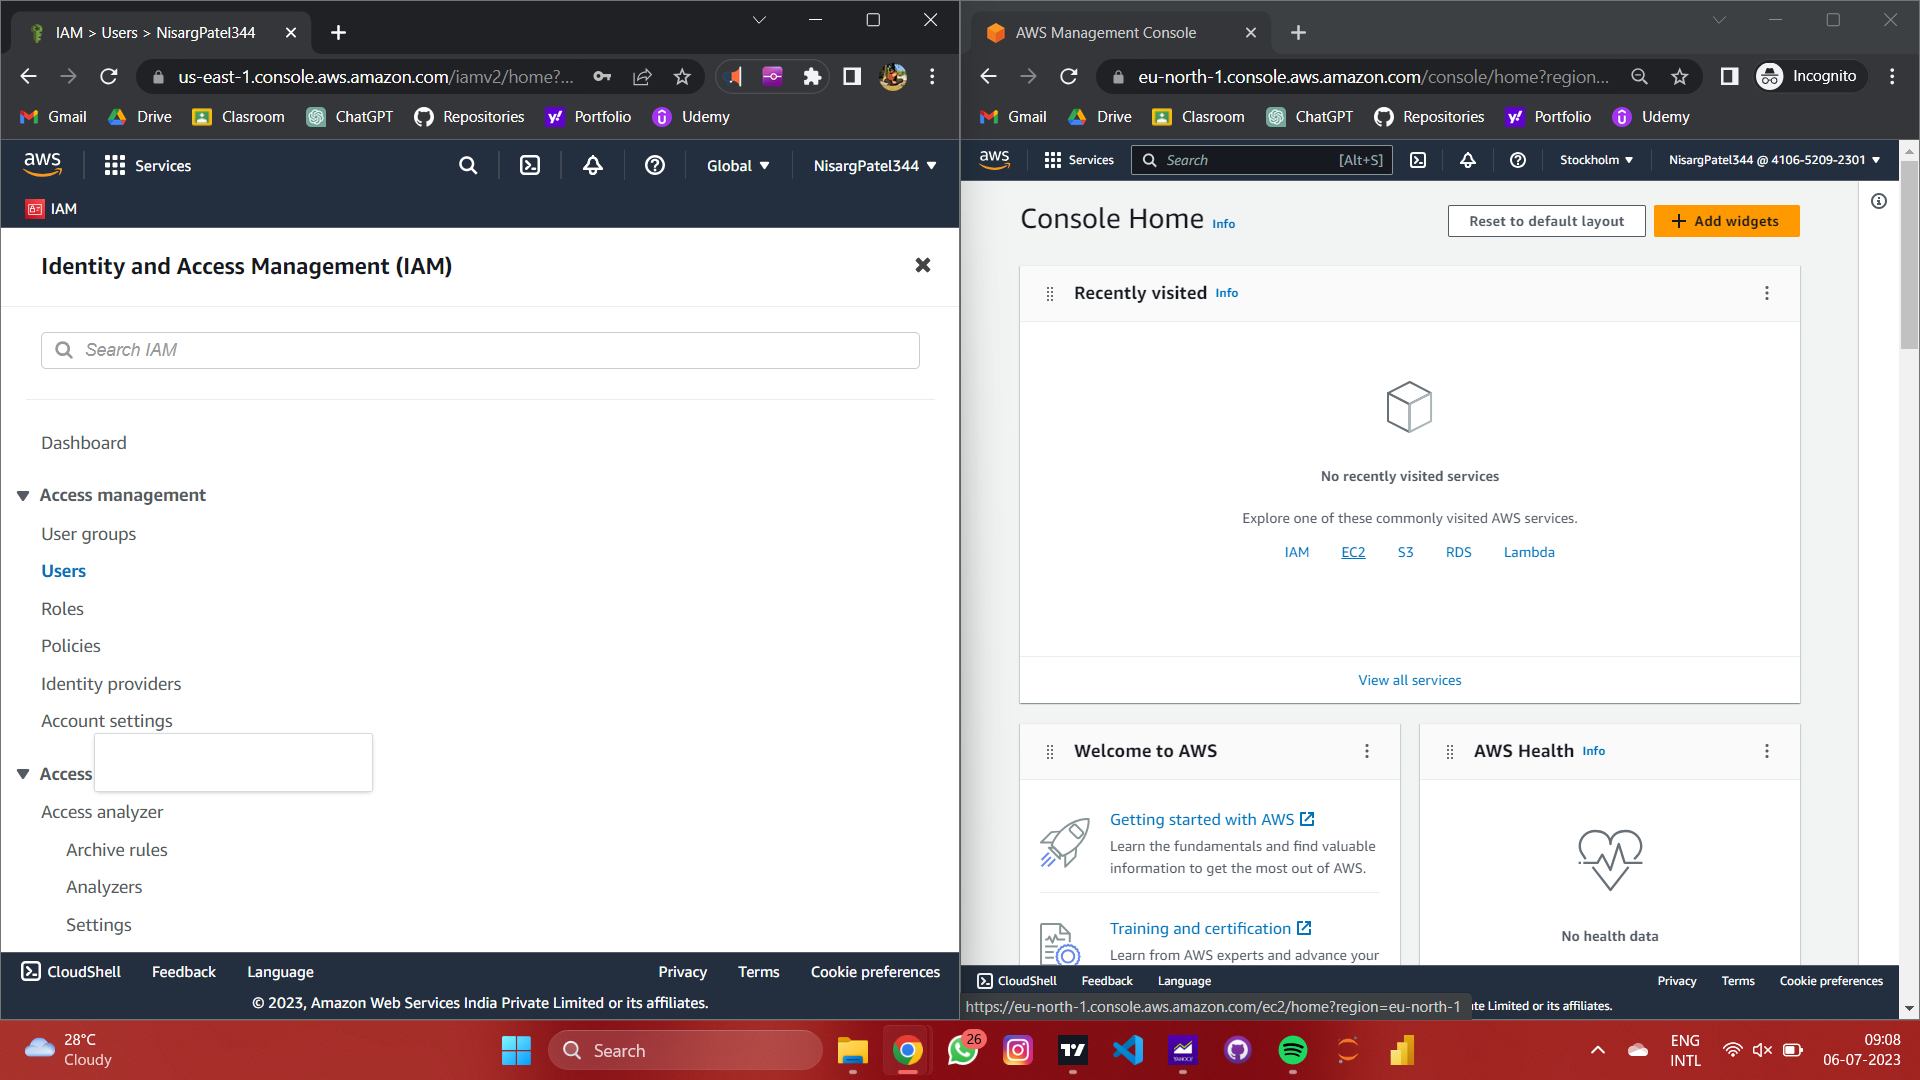 IAM > Users > NisargPatel344
us-east-1.console.aws.amazon.com/iamv2/home?...
Gmail Drive Clasroom ChatGPT Repositories Portfolio Udemy
aws Services Global NisargPatel344
IAM
Identity and Access Management (IAM)
Search IAM
Dashboard
Access management
User groups
Users
Roles
Policies
Identity providers
Account settings
Access
Access analyzer
Archive rules
Analyzers
Settings
CloudShell Feedback Language Privacy Terms Cookie preferences
© 2023, Amazon Web Services India Private Limited or its affiliates.
AWS Management Console
eu-north-1.console.aws.amazon.com/console/home?region... Incognito
Gmail Drive Clasroom ChatGPT Repositories Portfolio Udemy
aws Services Search [Alt+S] Stockholm NisargPatel344 @ 4106-5209-2301
Console Home Info Reset to default layout Add widgets
Recently visited Info
No recently visited services
Explore one of these commonly visited AWS services.
IAM EC2 S3 RDS Lambda
View all services
Welcome to AWS
Getting started with AWS
Learn the fundamentals and find valuable
information to get the most out of AWS.
Training and certification
Learn from AWS experts and advance your
AWS Health Info
No health data
CloudShell Feedback Language Privacy Terms Cookie preferences
https://eu-north-1.console.aws.amazon.com/ec2/home?region=eu-north-1 te Limited or its affiliates.
28°C
Cloudy
Search
26
ENG
INTL
09:08
06-07-2023